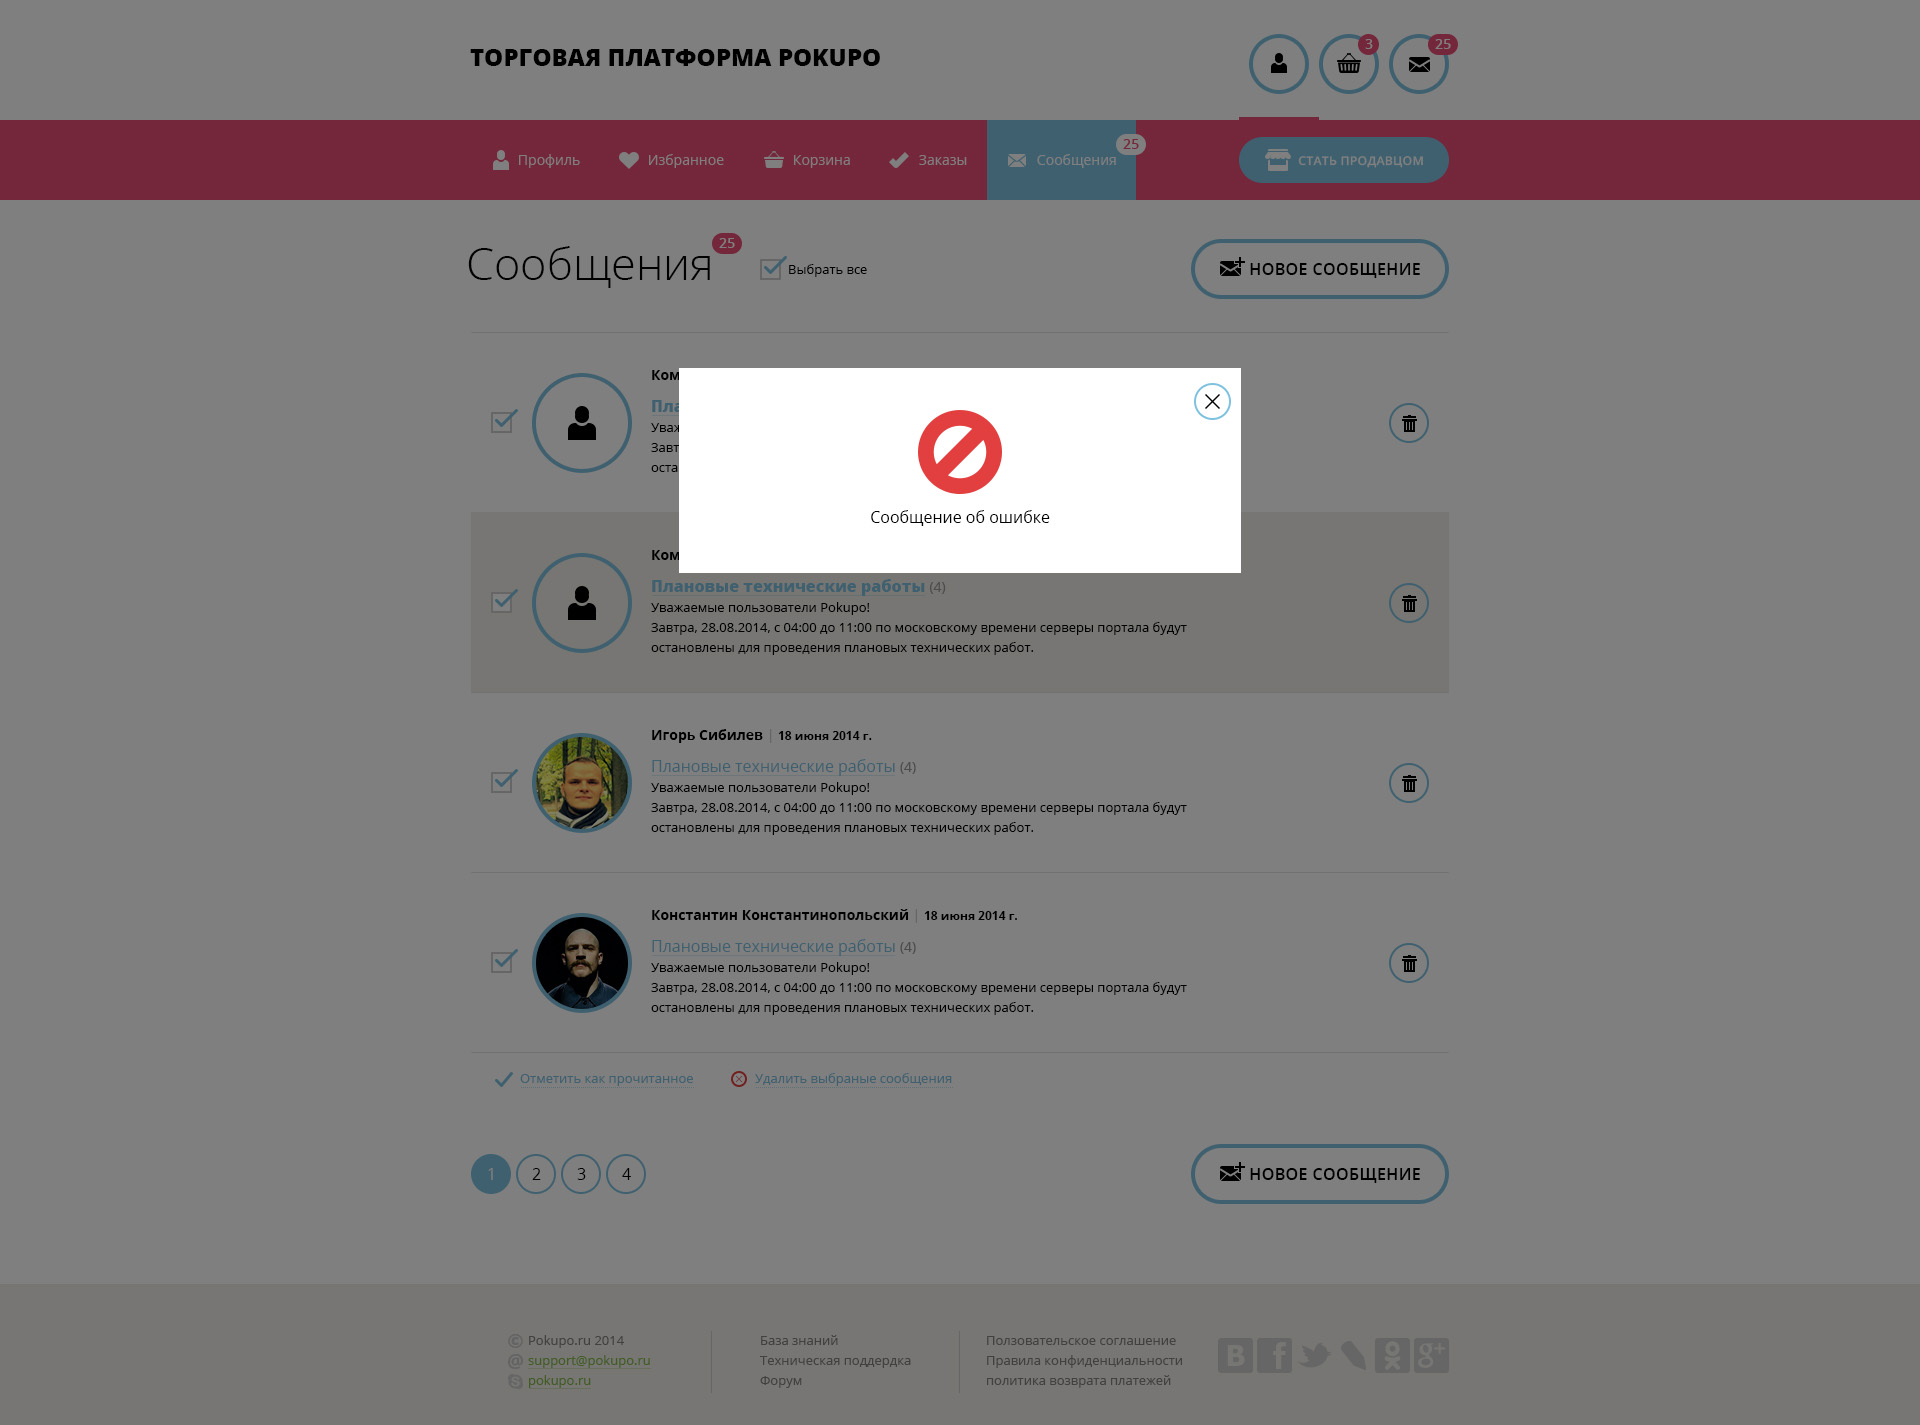 ТОРГОВАЯ ПЛАТФОРМА POKUPO
3
25
Профиль
Избранное
Корзина
Заказы
Сообщения
25
СТАТЬ ПРОДАВЦОМ
Сообщения
25
Выбрать все
НОВОЕ СООБЩЕНИЕ
Ком
Пла
Уваж
Завт
оста
Сообщение об ошибке
Ком
Плановые технические работы (4)
Уважаемые пользователи Pokupo!
Завтра, 28.08.2014, с 04:00 до 11:00 по московскому времени серверы портала будут
остановлены для проведения плановых технических работ.
Игорь Сибилев | 18 июня 2014 г.
Плановые технические работы (4)
Уважаемые пользователи Pokupo!
Завтра, 28.08.2014, с 04:00 до 11:00 по московскому времени серверы портала будут
остановлены для проведения плановых технических работ.
Константин Константинопольский | 18 июня 2014 г.
Плановые технические работы (4)
Уважаемые пользователи Pokupo!
Завтра, 28.08.2014, с 04:00 до 11:00 по московскому времени серверы портала будут
остановлены для проведения плановых технических работ.
Отметить как прочитанное
Удалить выбраные сообщения
1 2 3 4
НОВОЕ СООБЩЕНИЕ
© Pokupo.ru 2014
support@pokupo.ru
pokupo.ru
База знаний
Техническая поддердка
Форум
Ползовательское соглашение
Правила конфиденциальности
политика возврата платежей